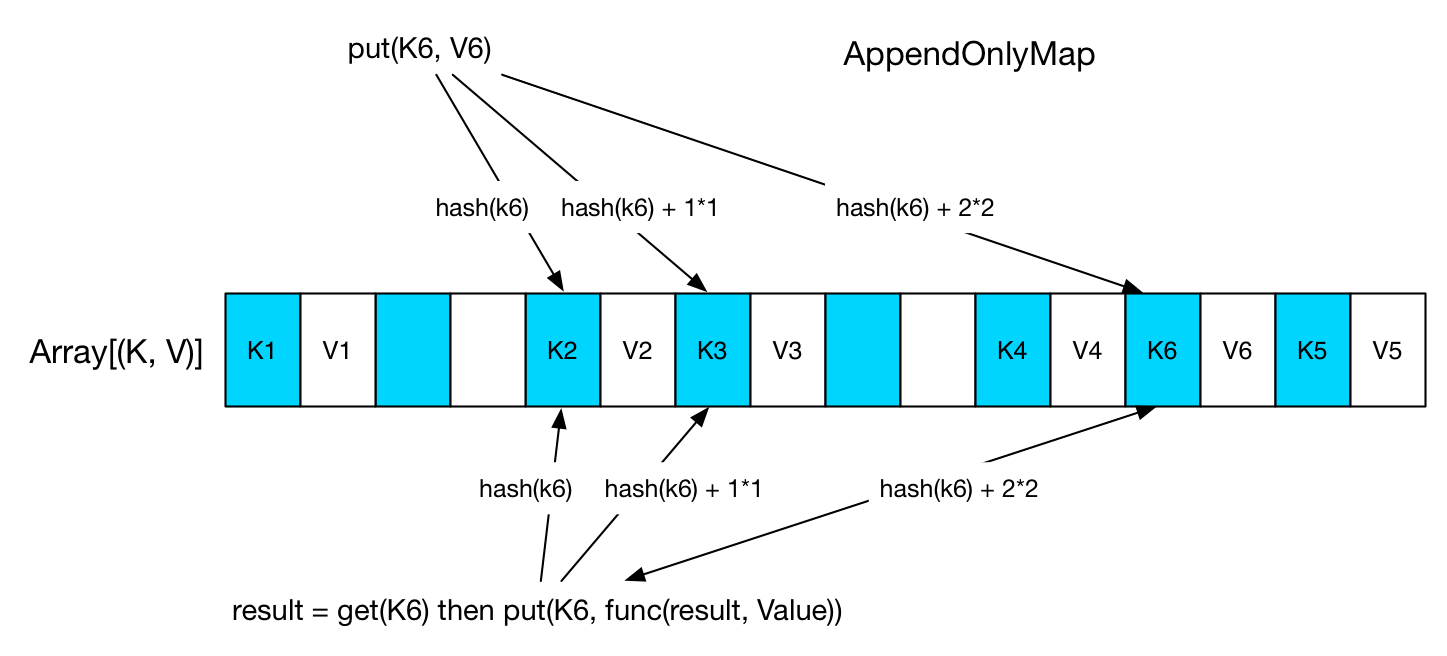 put(K6, V6)
AppendOnlyMap
hash(k6)
hash(k6) + 1*1
hash(k6) + 2*2
Array[(K, V)]
K1
V1
K2
V2
K3
V3
K4
V4
K6
V6
K5
V5
hash(k6)
hash(k6) + 1*1
hash(k6) + 2*2
result = get(K6) then put(K6, func(result, Value))